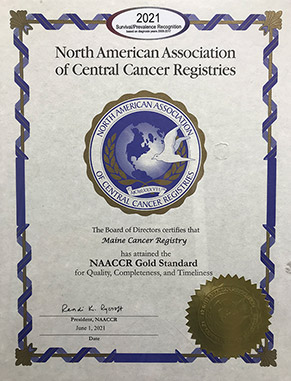 2021
Survival/Prevalence Recognition
North American Association
of Central Cancer Registries
NORTH AMERICAN ASSOCIATION
OF CENTRAL CANCER REGISTRIES
The Board of Directors certifies that
Maine Cancer Registry
has attained the
NAACCR Gold Standard
for Quality, Completeness, and Timeliness
President, NAACCR
June 1, 2021
Date